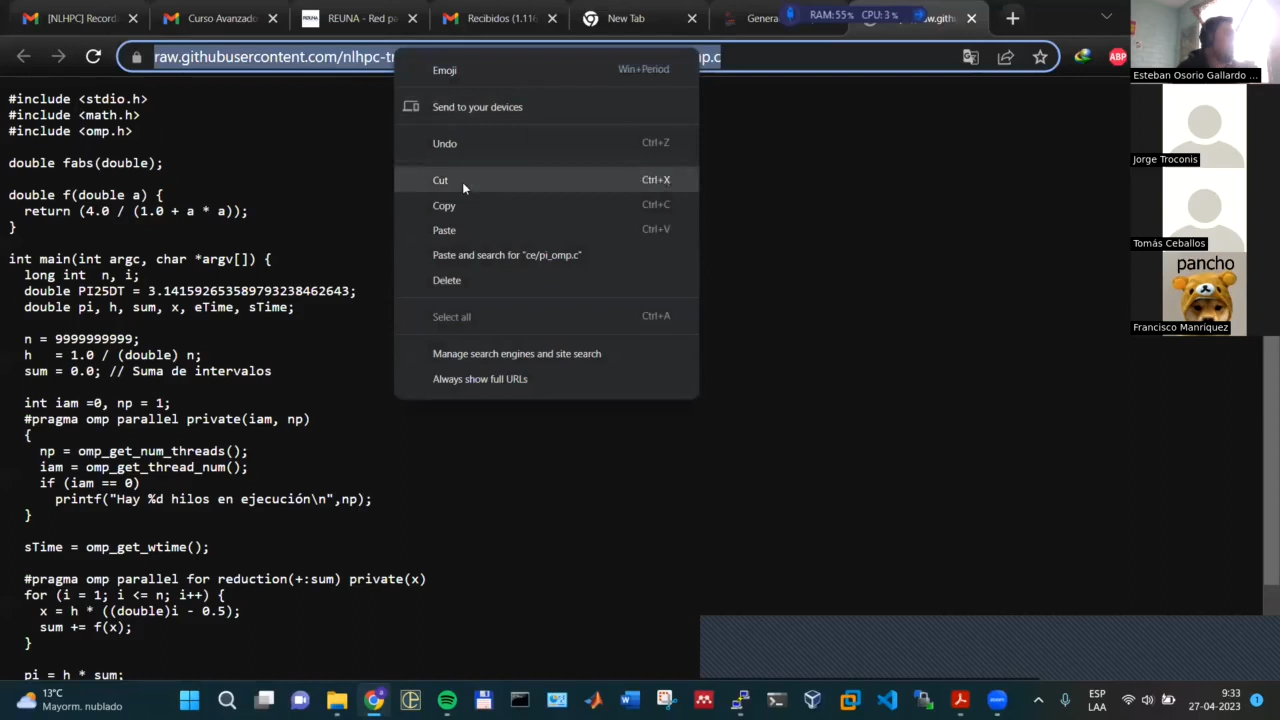 [NLHPC] Record
Curso Avanzado
REUNA - Red pa
Recibidos (1.116
New Tab
Genera
RAM:55% CPU:3%
raw.githubusercontent.com/nlhpc-tr
mp.c
ABP
#include <stdio.h>
#include <math.h>
#include <omp.h>
double fabs(double);
double f(double a) {
return (4.0 / (1.0 + a * a));
}
int main(int argc, char *argv[]) {
long int n, i;
double PI25DT = 3.141592653589793238462643;
double pi, h, sum, x, eTime, sTime;
n = 9999999999;
h = 1.0 / (double) n;
sum = 0.0; // Suma de intervalos
int iam =0, np = 1;
#pragma omp parallel private(iam, np)
{
np = omp_get_num_threads();
iam = omp_get_thread_num();
if (iam == 0)
printf("Hay %d hilos en ejecución\n",np);
}
sTime = omp_get_wtime();
#pragma omp parallel for reduction(+:sum) private(x)
for (i = 1; i <= n; i++) {
x = h * ((double)i - 0.5);
sum += f(x);
}
pi = h * sum;
Emoji Win+Period
Send to your devices
Undo Ctrl+Z
Cut Ctrl+X
Copy Ctrl+C
Paste Ctrl+V
Paste and search for "ce/pi_omp.c"
Delete
Select all Ctrl+A
Manage search engines and site search
Always show full URLs
Esteban Osorio Gallardo ...
Jorge Troconis
Tomás Ceballos
pancho
Francisco Manríquez
13°C
Mayorm. nublado
ESP
LAA
9:33
27-04-2023